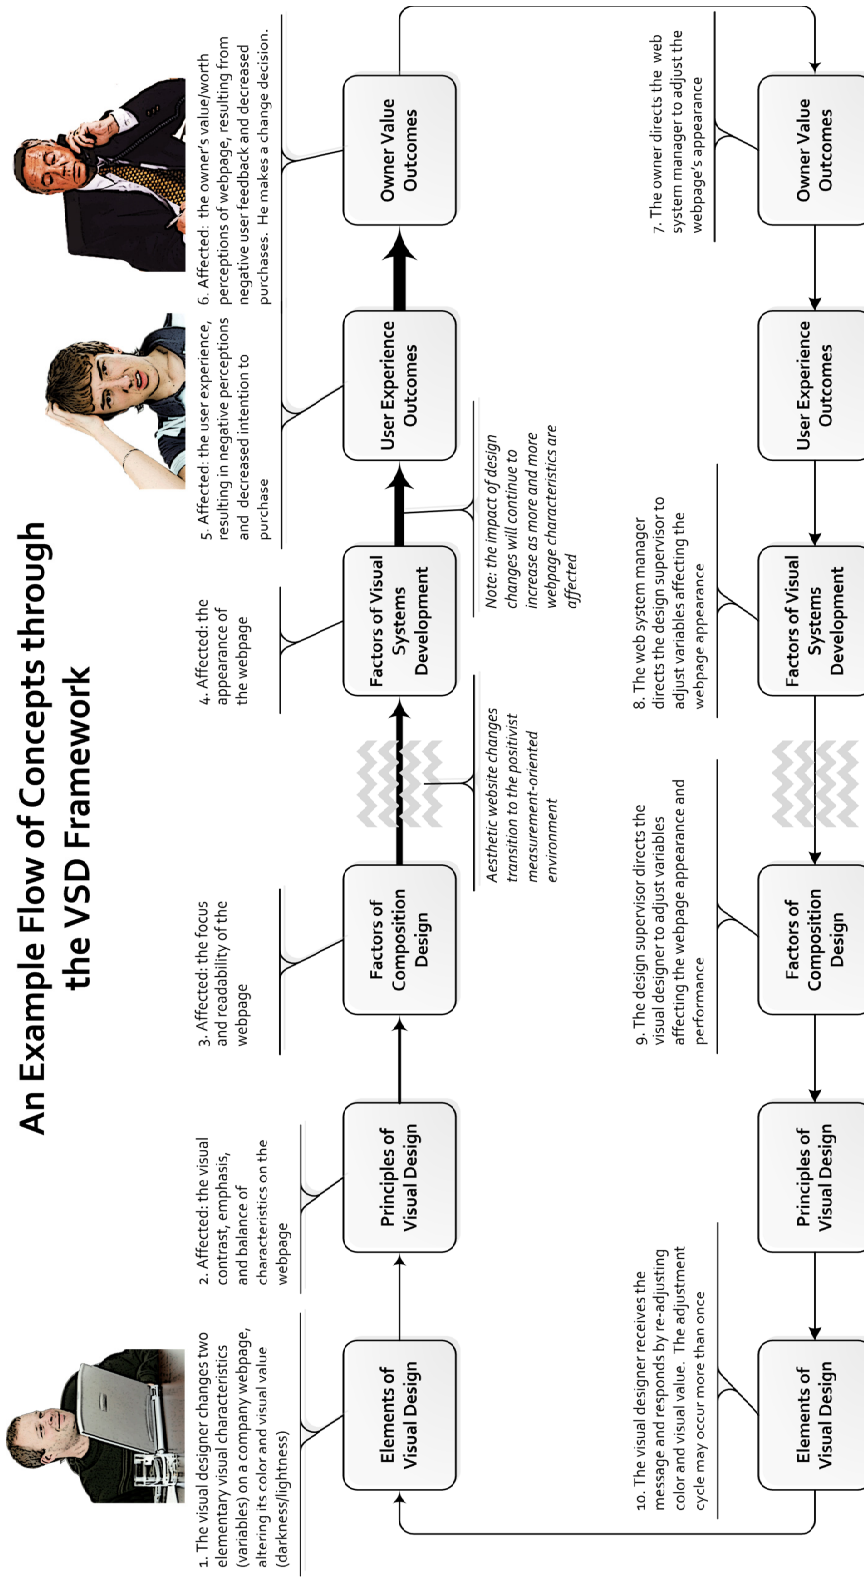 An Example Flow of Concepts through
the VSD Framework
1. The visual designer changes two
elementary visual characteristics
(variables) on a company webpage,
altering its color and visual value
(darkness/lightness)
2. Affected: the visual
contrast, emphasis,
and balance of
characteristics on the
webpage
3. Affected: the focus
and readability of the
webpage
4. Affected: the
appearance of
the webpage
5. Affected: the user experience,
resulting in negative perceptions
and decreased intention to
purchase
6. Affected: the owner's value/worth
perceptions of webpage, resulting from
negative user feedback and decreased
purchases. He makes a change decision.
Elements of
Visual Design
Principles of
Visual Design
Factors of
Composition
Design
Factors of Visual
Systems
Development
User Experience
Outcomes
Owner Value
Outcomes
Aesthetic website changes
transition to the positivist
measurement-oriented
environment
Note: the impact of design
changes will continue to
increase as more and more
webpage characteristics are
affected
10. The visual designer receives the
message and responds by re-adjusting
color and visual value. The adjustment
cycle may occur more than once
9. The design supervisor directs the
visual designer to adjust variables
affecting the webpage appearance and
performance
8. The web system manager
directs the design supervisor to
adjust variables affecting the
webpage appearance
7. The owner directs the web
system manager to adjust the
webpage's appearance
Elements of
Visual Design
Principles of
Visual Design
Factors of
Composition
Design
Factors of Visual
Systems
Development
User Experience
Outcomes
Owner Value
Outcomes